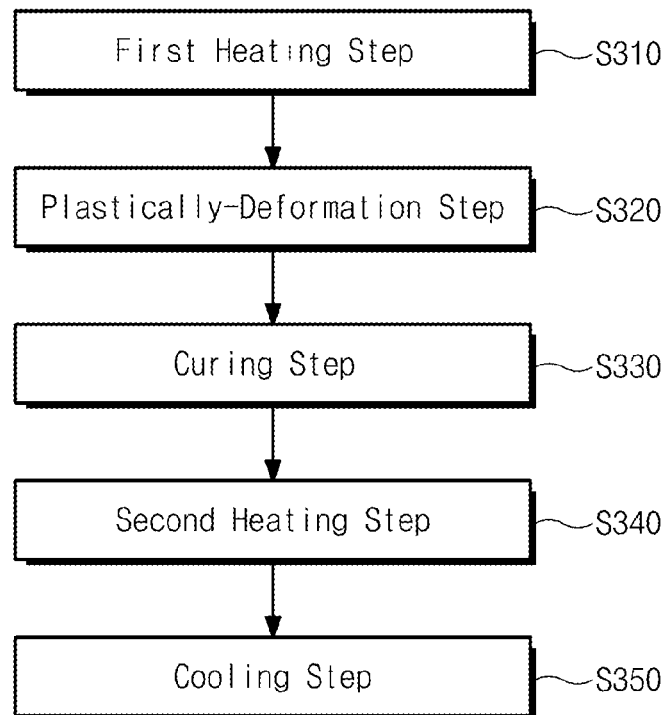 First Heating Step S310
Plastically-Deformation Step S320
Curing Step S330
Second Heating Step S340
Cooling Step S350